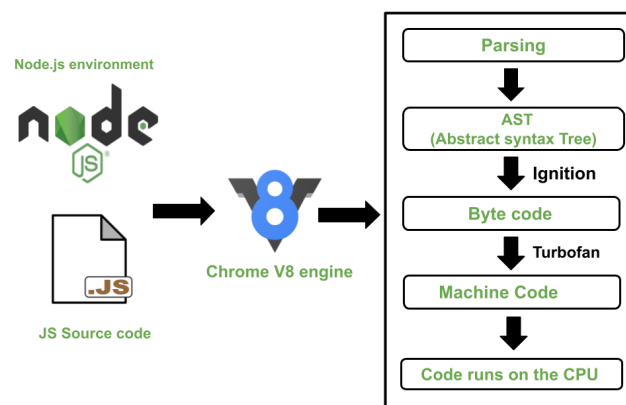 Node.js environment
node
JS
.JS
JS Source code
8
Chrome V8 engine
Parsing
AST
(Abstract syntax Tree)
Ignition
Byte code
Turbofan
Machine Code
Code runs on the CPU